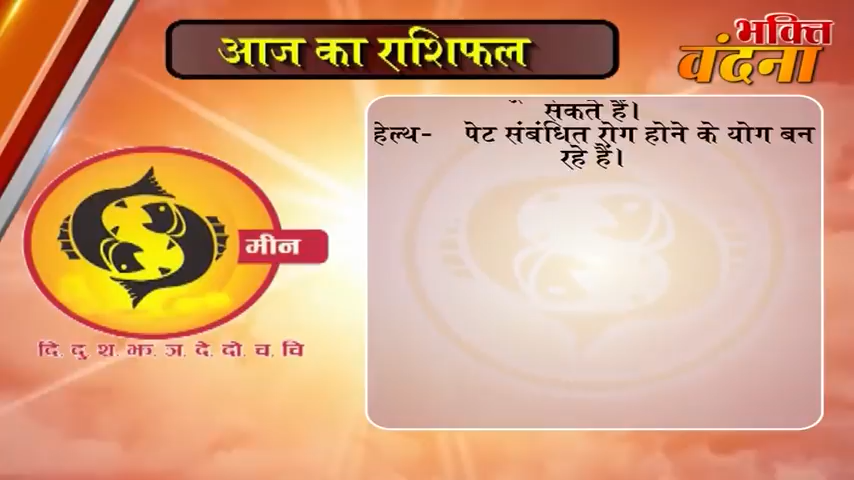 आज का राशिफल
भक्ति
वंदना
सकते हैं।
हेल्थ- पेट संबंधित रोग होने के योग बन
रहे हैं।
मीन
दि. दु. श. झ. ञ. दे. दो. च. चि